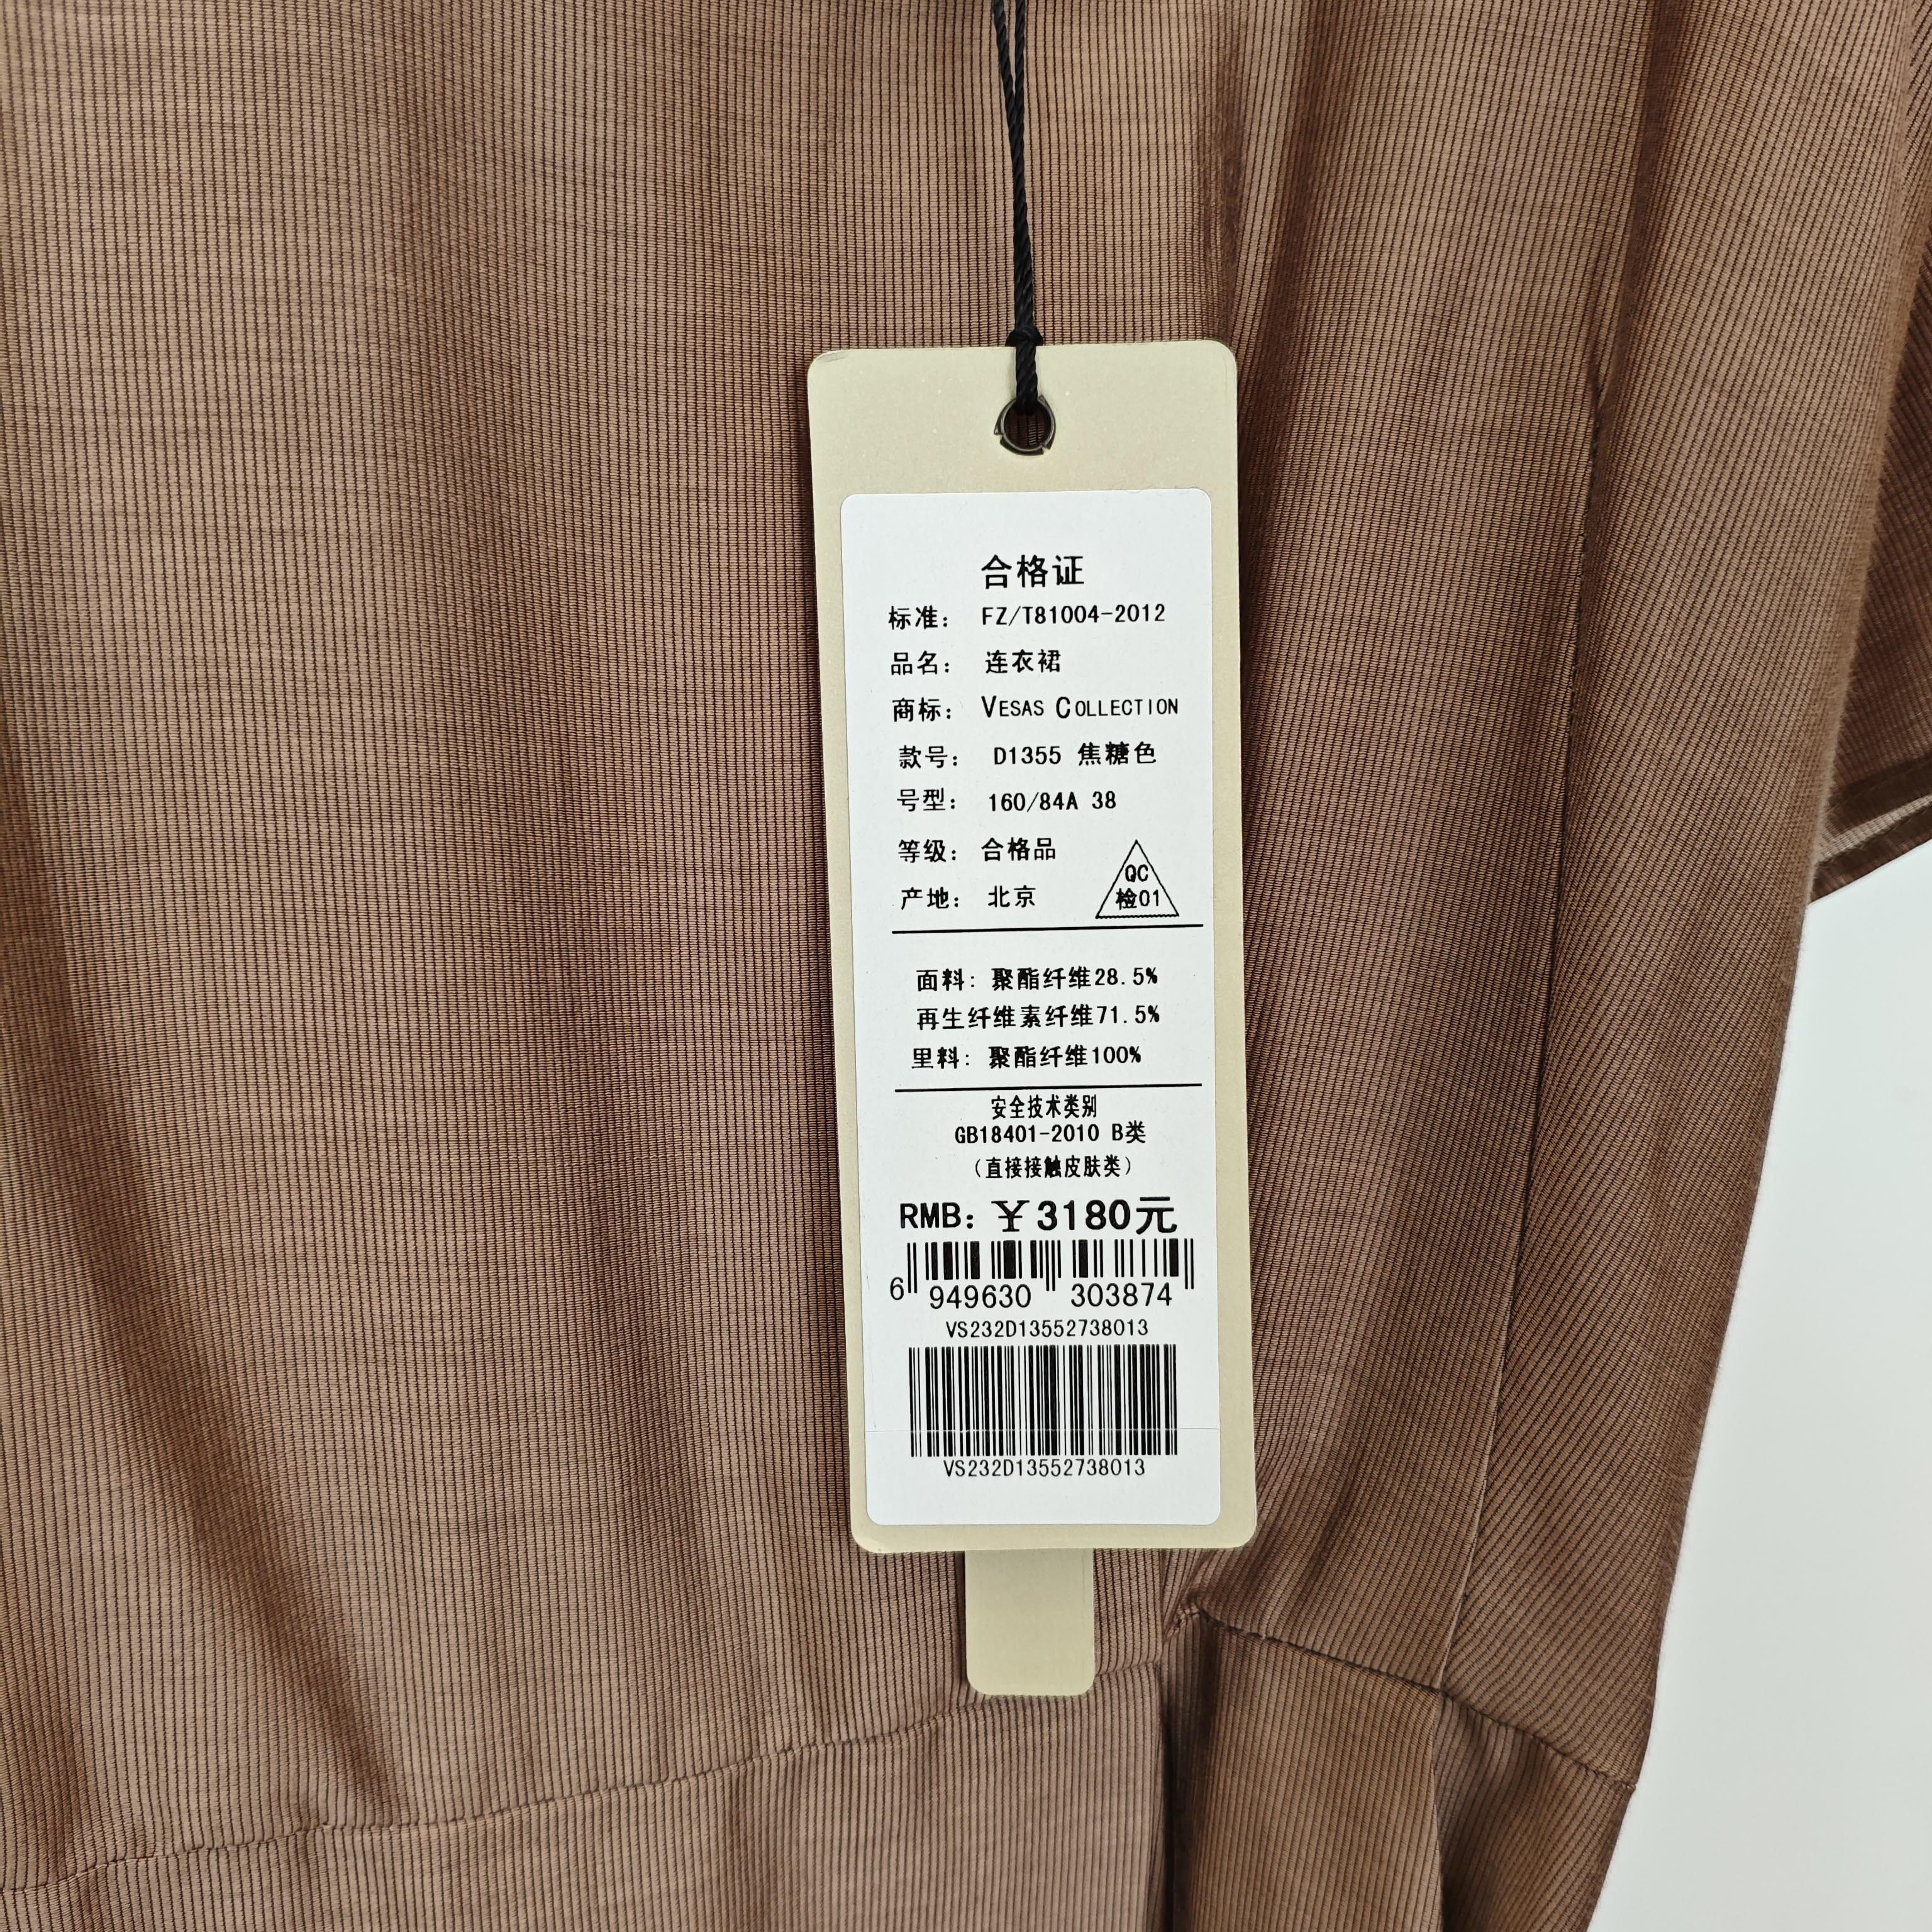 合格证
标准: FZ/T81004-2012
品名: 连衣裙
商标: VESAS COLLECTION
款号: D1355 焦糖色
号型: 160/84A 38
等级: 合格品
QC
检01
产地: 北京
面料: 聚酯纤维28.5%
再生纤维素纤维71.5%
里料: 聚酯纤维100%
安全技术类别
GB18401-2010 B类
(直接接触皮肤类)
RMB: ¥3180元
6 949630 303874
VS232D13552738013
VS232D13552738013